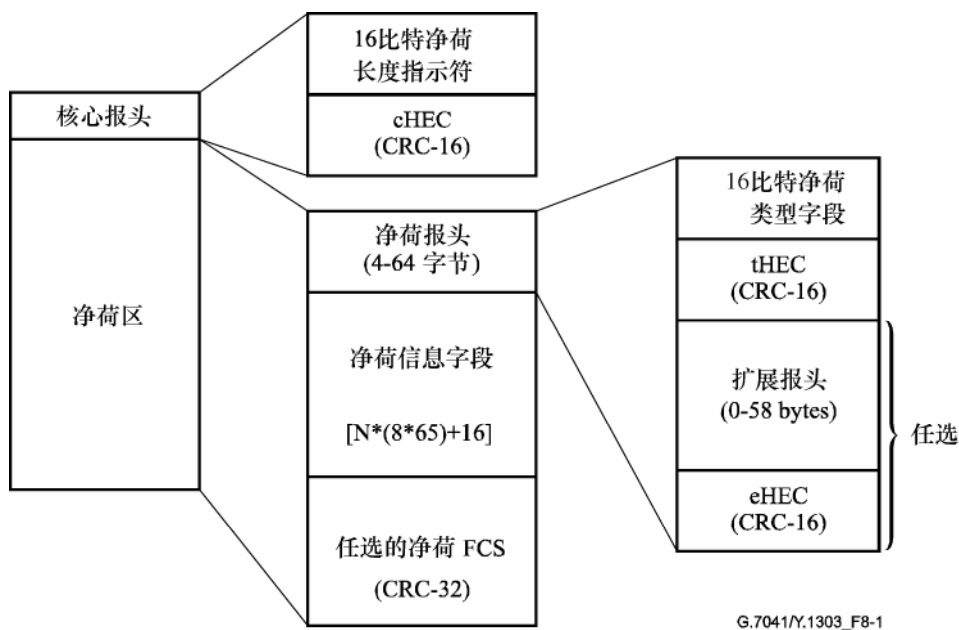 16比特净荷
长度指示符
核心报头
cHEC
(CRC-16)
净荷区
净荷报头
(4-64 字节)
净荷信息字段
[N*(8*65)+16]
任选的净荷 FCS
(CRC-32)
16比特净荷
类型字段
tHEC
(CRC-16)
扩展报头
(0-58 bytes)
任选
eHEC
(CRC-16)
G.7041/Y.1303_F8-1